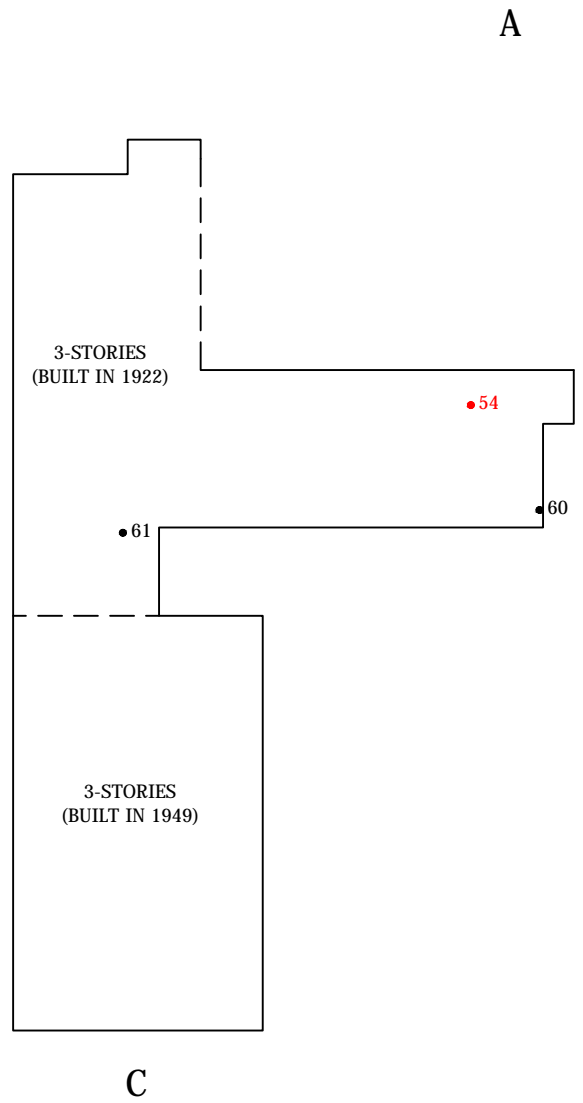 A
3-STORIES
(BUILT IN 1922)
54
60
61
3-STORIES
(BUILT IN 1949)
C